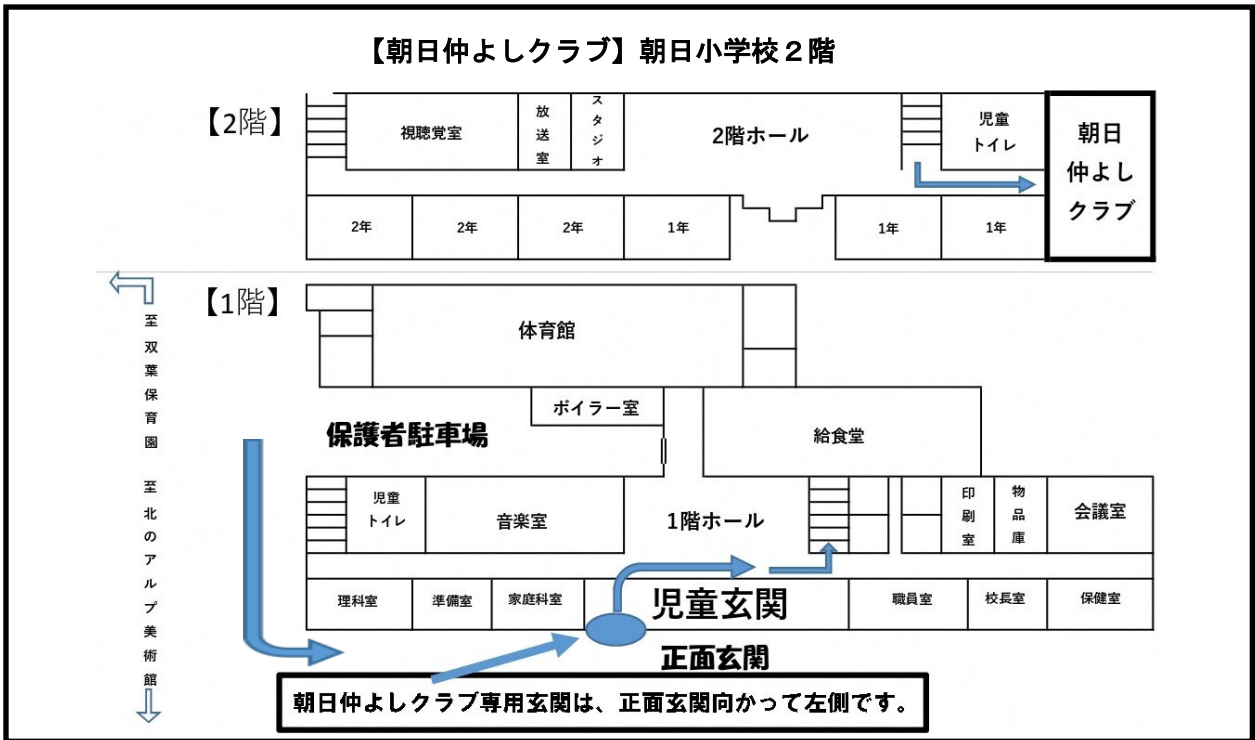 【朝日仲よしクラブ】朝日小学校２階
【2階】
視聴覚室
放送室
スタジオ
2階ホール
児童
トイレ
朝日
仲よし
クラブ
2年
2年
2年
1年
1年
1年
【1階】
体育館
ボイラー室
保護者駐車場
給食堂
児童
トイレ
音楽室
1階ホール
印刷室
物品庫
会議室
理科室
準備室
家庭科室
児童玄関
職員室
校長室
保健室
正面玄関
朝日仲よしクラブ専用玄関は、正面玄関向かって左側です。
至双葉保育園
至北のアルプ美術館